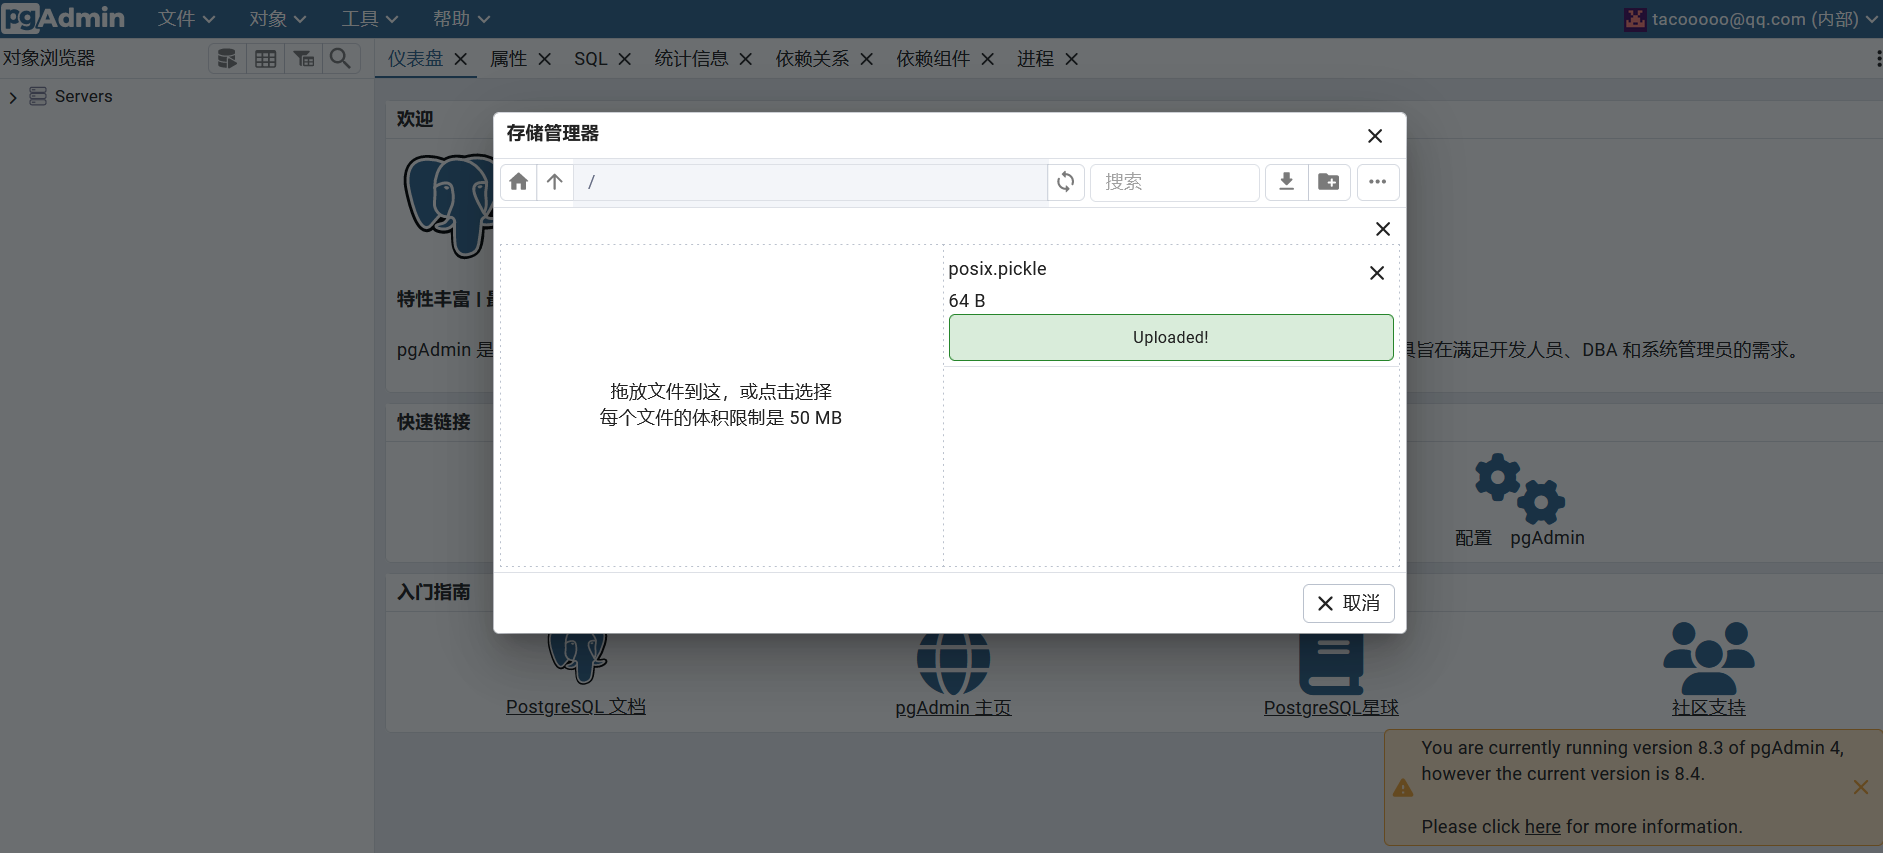 pgAdmin 文件 对象 工具 帮助 tacooooo@qq.com (内部)
对象浏览器
仪表盘 属性 SQL 统计信息 依赖关系 依赖组件 进程
Servers
欢迎
存储管理器
/
搜索
posix.pickle
64 B
Uploaded!
拖放文件到这，或点击选择
每个文件的体积限制是 50 MB
取消
特性丰富 |
pgAdmin 是
旨在满足开发人员、DBA 和系统管理员的需求。
快速链接
配置 pgAdmin
入门指南
PostgreSQL 文档
pgAdmin 主页
PostgreSQL星球
社区支持
You are currently running version 8.3 of pgAdmin 4,
however the current version is 8.4.
Please click here for more information.